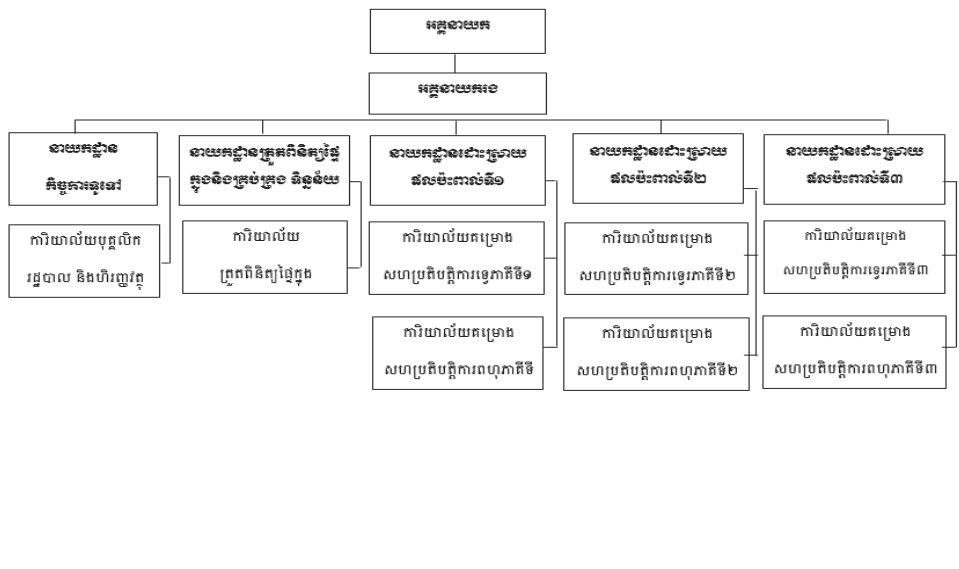 អគ្គនាយក
អគ្គនាយករង
នាយកដ្ឋាន
កិច្ចការទូទៅ
នាយកដ្ឋានត្រួតពិនិត្យផ្ទៃ
ក្នុងនិងគ្រប់គ្រង ទិន្នន័យ
នាយកដ្ឋានដោះស្រាយ
ផលប៉ះពាល់ទី១
នាយកដ្ឋានដោះស្រាយ
ផលប៉ះពាល់ទី២
នាយកដ្ឋានដោះស្រាយ
ផលប៉ះពាល់ទី៣
ការិយាល័យបុគ្គលិក
រដ្ឋបាល និងហិរញ្ញវត្ថុ
ការិយាល័យ
ត្រួតពិនិត្យផ្ទៃក្នុង
ការិយាល័យគម្រោង
សហប្រតិបត្តិការទ្វេភាគីទី១
ការិយាល័យគម្រោង
សហប្រតិបត្តិការទ្វេរភាគីទី២
ការិយាល័យគម្រោង
សហប្រតិបត្តិការទ្វេរភាគីទី៣
ការិយាល័យគម្រោង
សហប្រតិបត្តិការពហុភាគីទី
ការិយាល័យគម្រោង
សហប្រតិបត្តិការពហុភាគីទី២
ការិយាល័យគម្រោង
សហប្រតិបត្តិការពហុភាគីទី៣